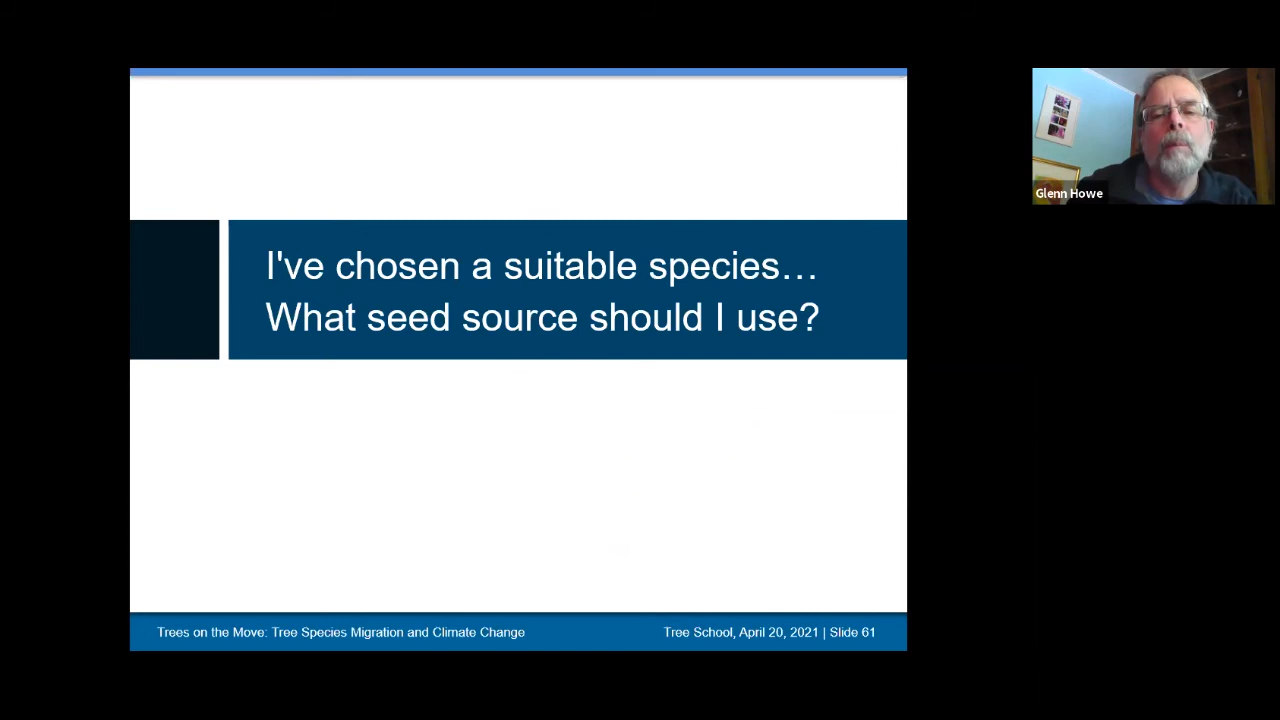 I've chosen a suitable species…
What seed source should I use?
Glenn Howe
Trees on the Move: Tree Species Migration and Climate Change
Tree School, April 20, 2021 | Slide 61